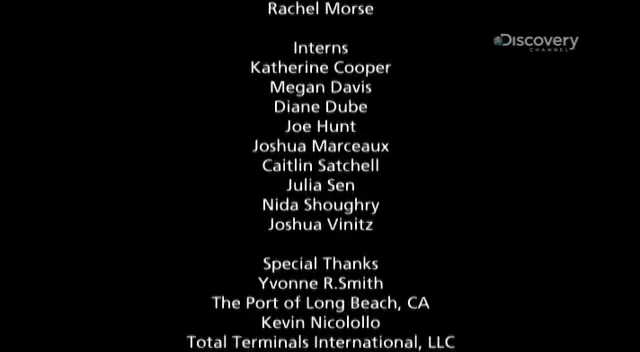 Rachel Morse
Discovery
CHANNEL
Interns
Katherine Cooper
Megan Davis
Diane Dube
Joe Hunt
Joshua Marceaux
Caitlin Satchell
Julia Sen
Nida Shoughry
Joshua Vinitz
Special Thanks
Yvonne R.Smith
The Port of Long Beach, CA
Kevin Nicolollo
Total Terminals International, LLC